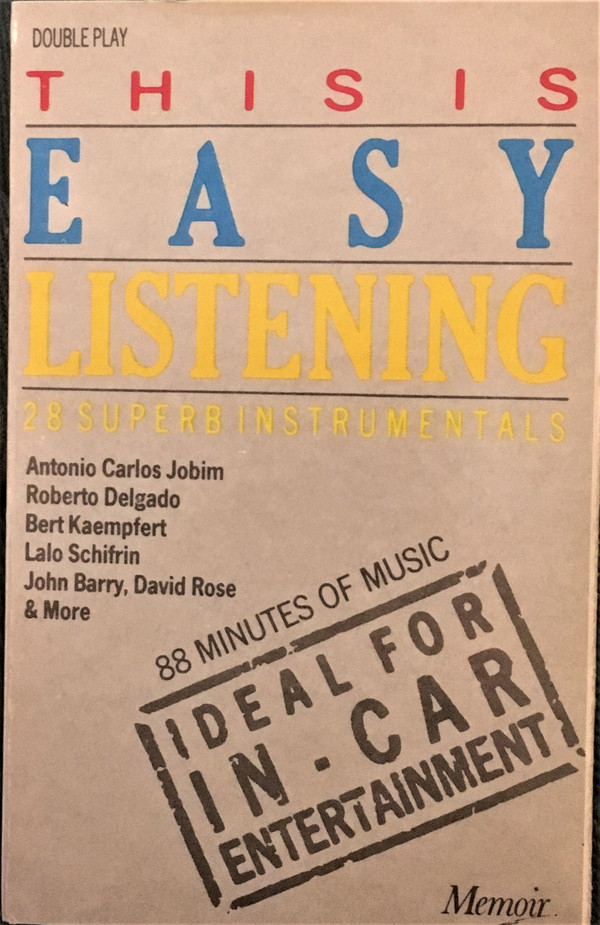 DOUBLE PLAY
THIS IS
EASY
LISTENING
28 SUPERB INSTRUMENTALS
Antonio Carlos Jobim
Roberto Delgado
Bert Kaempfert
Lalo Schifrin
John Barry, David Rose
& More
88 MINUTES OF MUSIC
IDEAL FOR
IN-CAR
ENTERTAINMENT
Memoir